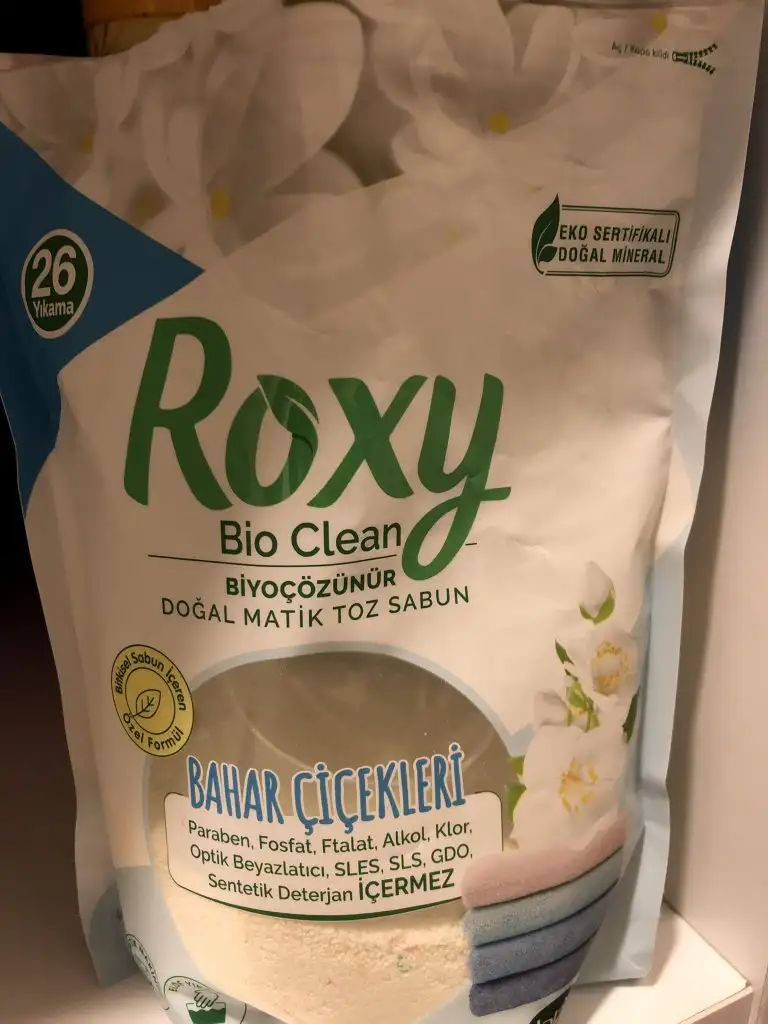 Aç / Kapa kilidi
26
Yıkama
EKO SERTİFİKALI
DOĞAL MİNERAL
Roxy
Bio Clean
BİYOÇÖZÜNÜR
DOĞAL MATİK TOZ SABUN
Bitkisel Sabun İçeren
Özel Formül
BAHAR ÇİÇEKLERİ
Paraben, Fosfat, Ftalat, Alkol, Klor,
Optik Beyazlatıcı, SLES, SLS, GDO,
Sentetik Deterjan İÇERMEZ